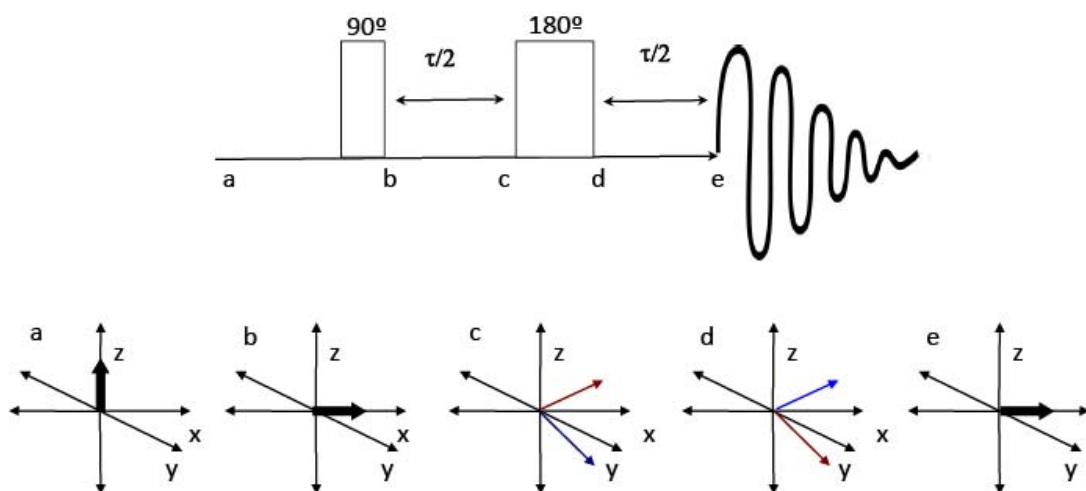 90º 180º
τ/2 τ/2
a b c d e
a b c d e
z z z z z
x x x x x
y y y y y